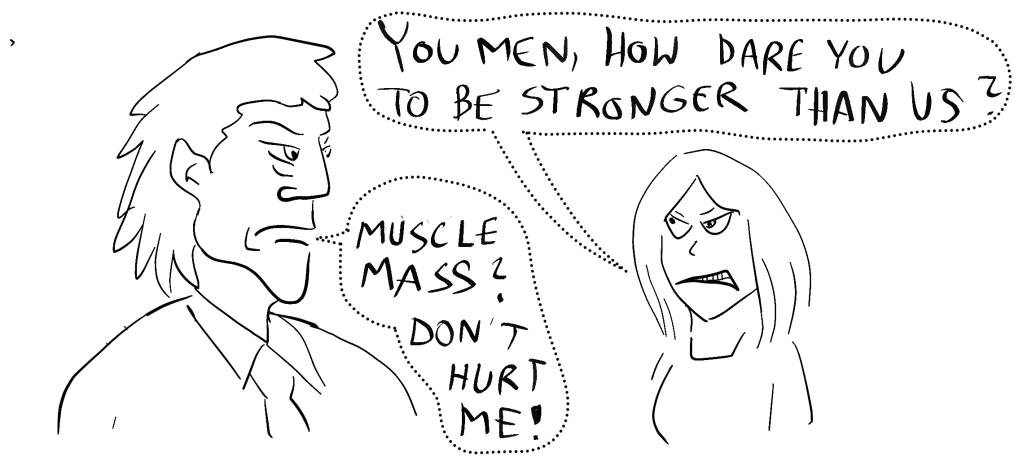 YOU MEN, HOW DARE YOU
TO BE STRONGER THAN US?
MUSCLE
MASS?
DON'T
HURT
ME!